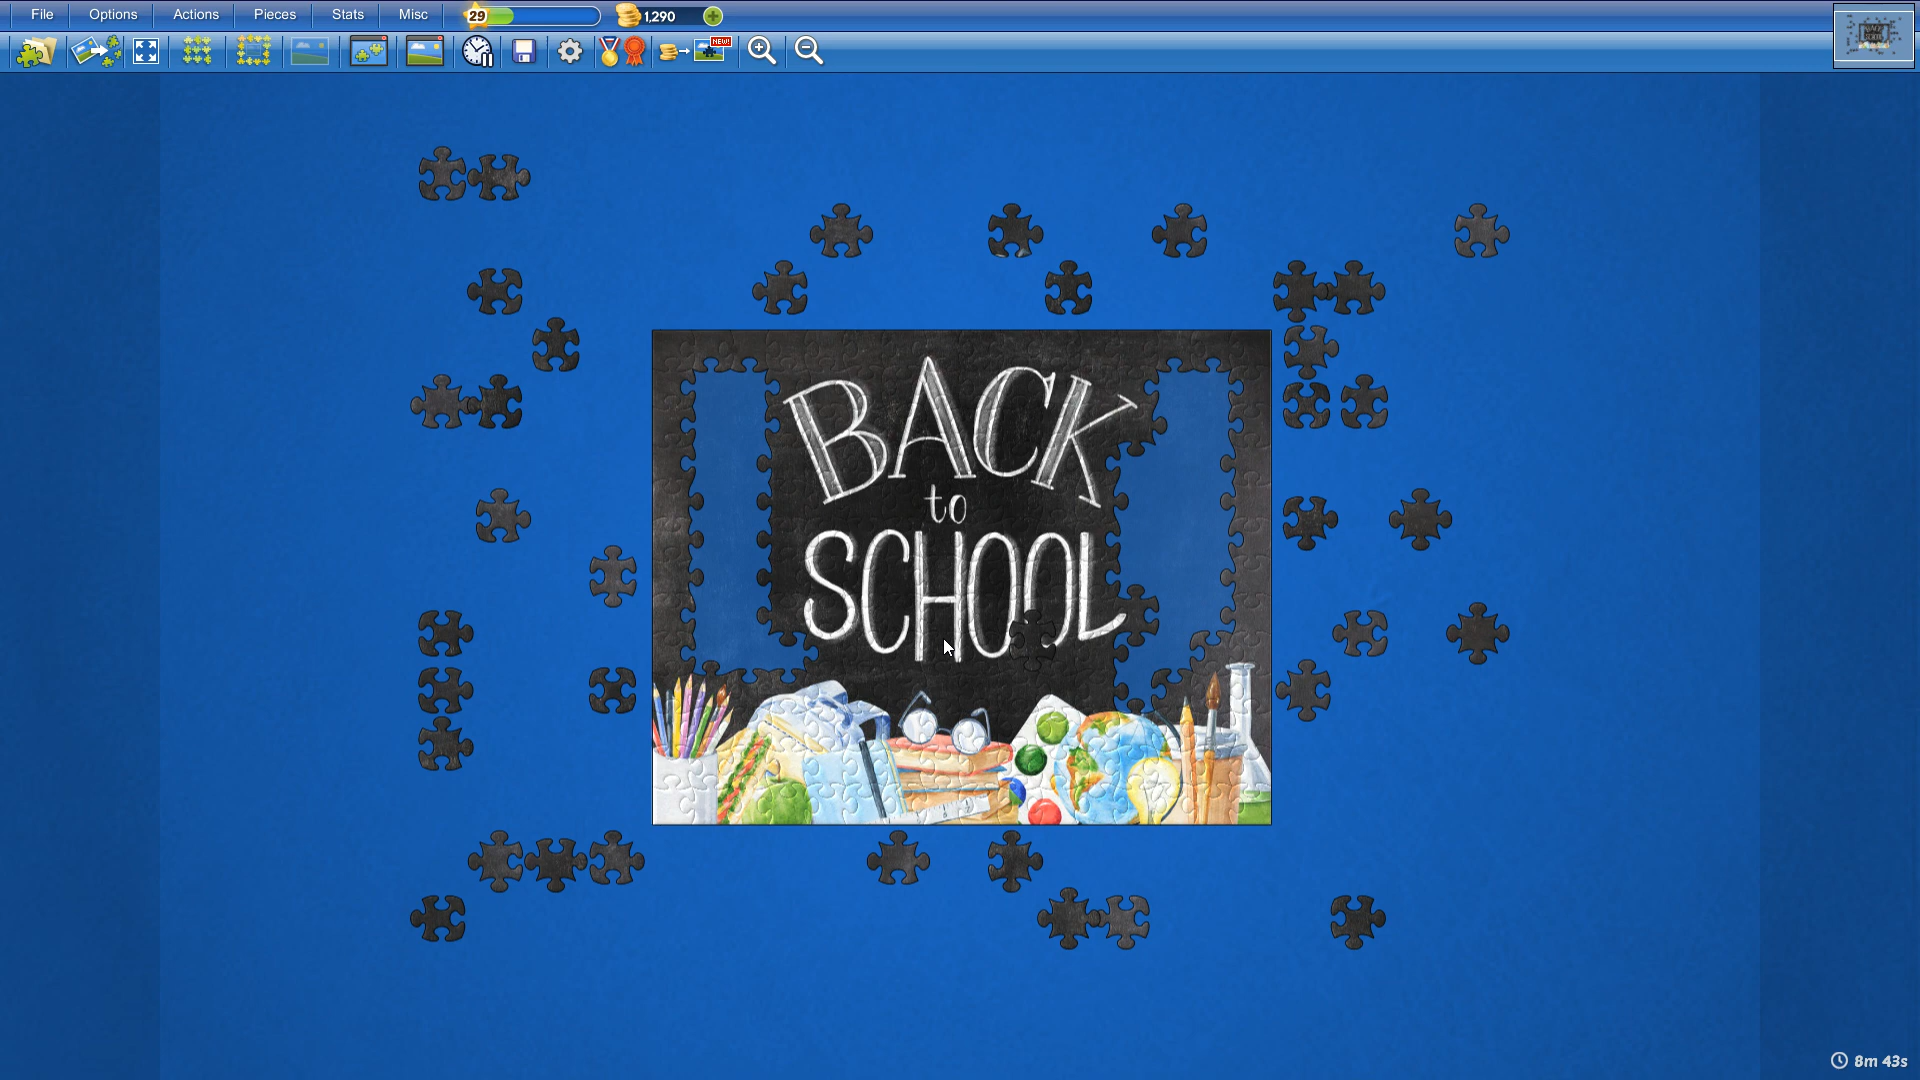 File Options Actions Pieces Stats Misc 29 1,290
NEW!
BACK
to
SCHOOL
8m 43s